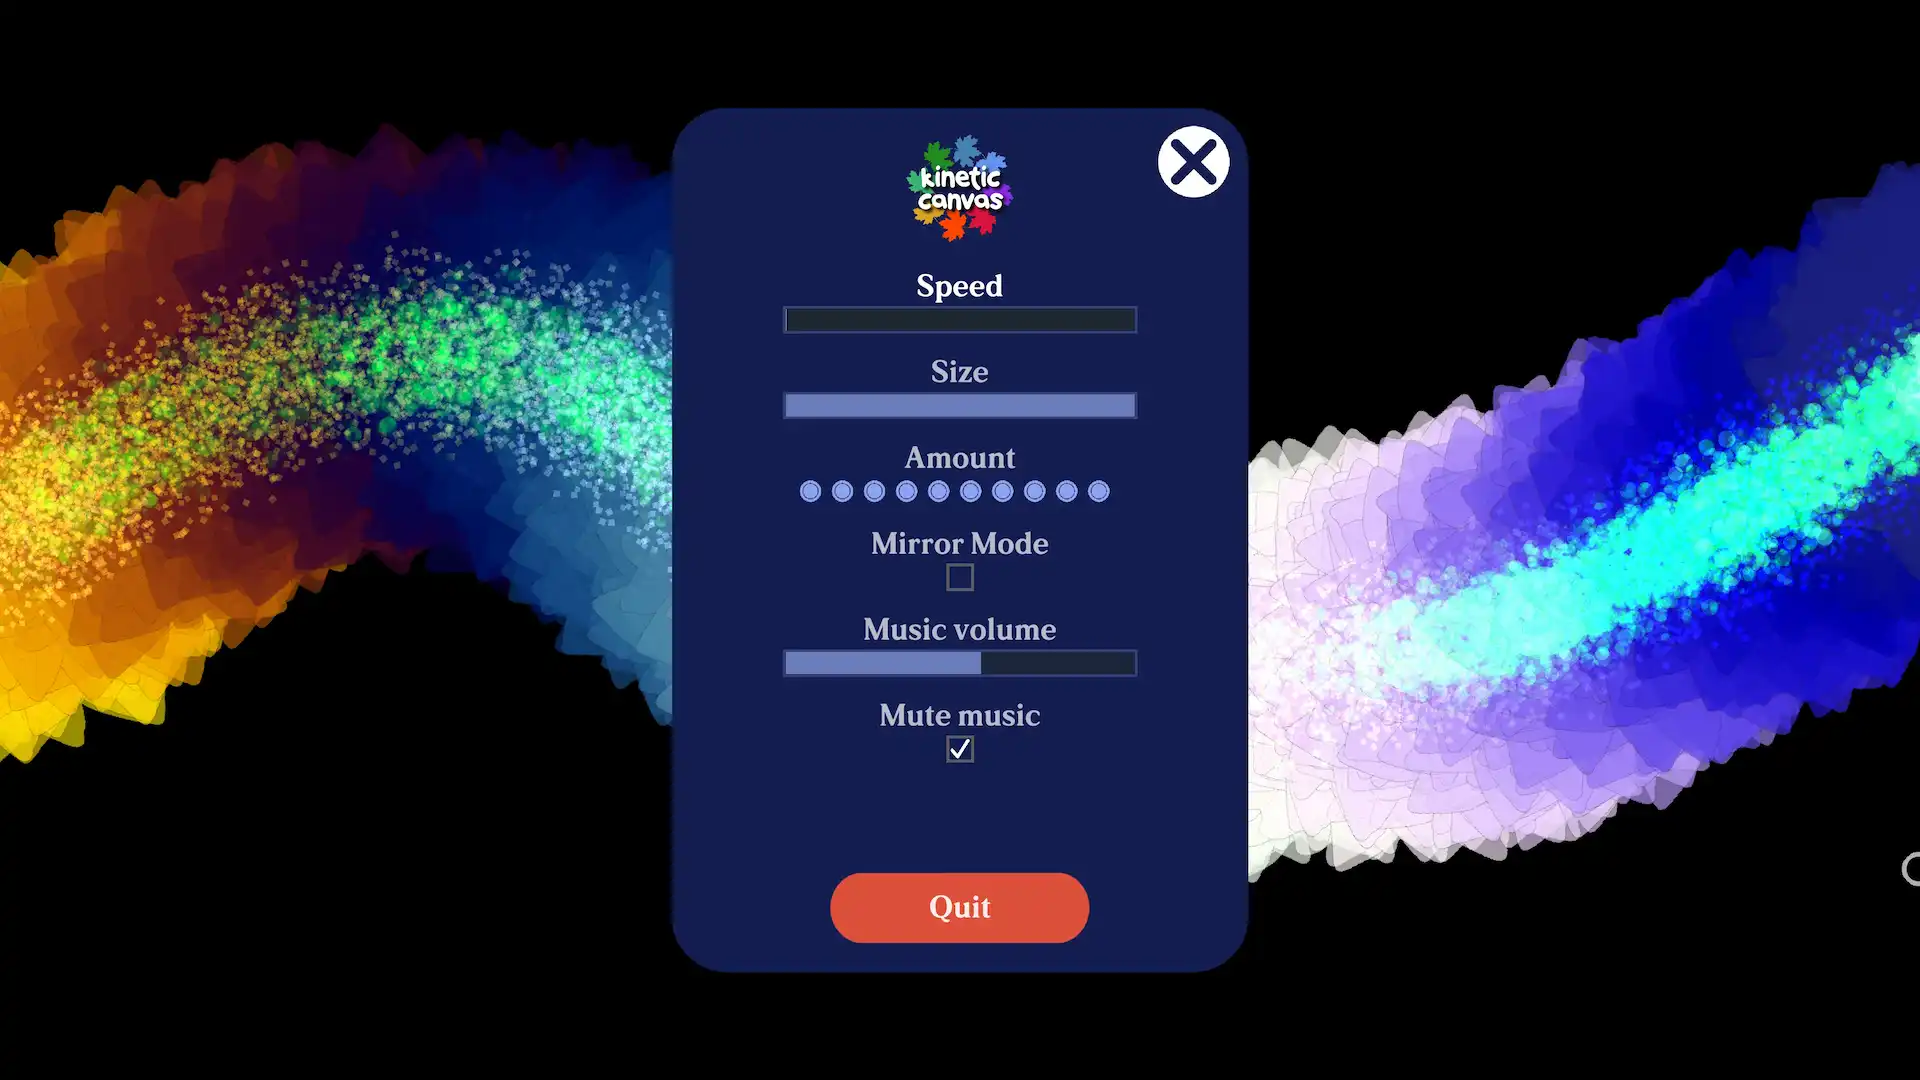 kinetic
canvas
Speed
Size
Amount
Mirror Mode
Music volume
Mute music
Quit